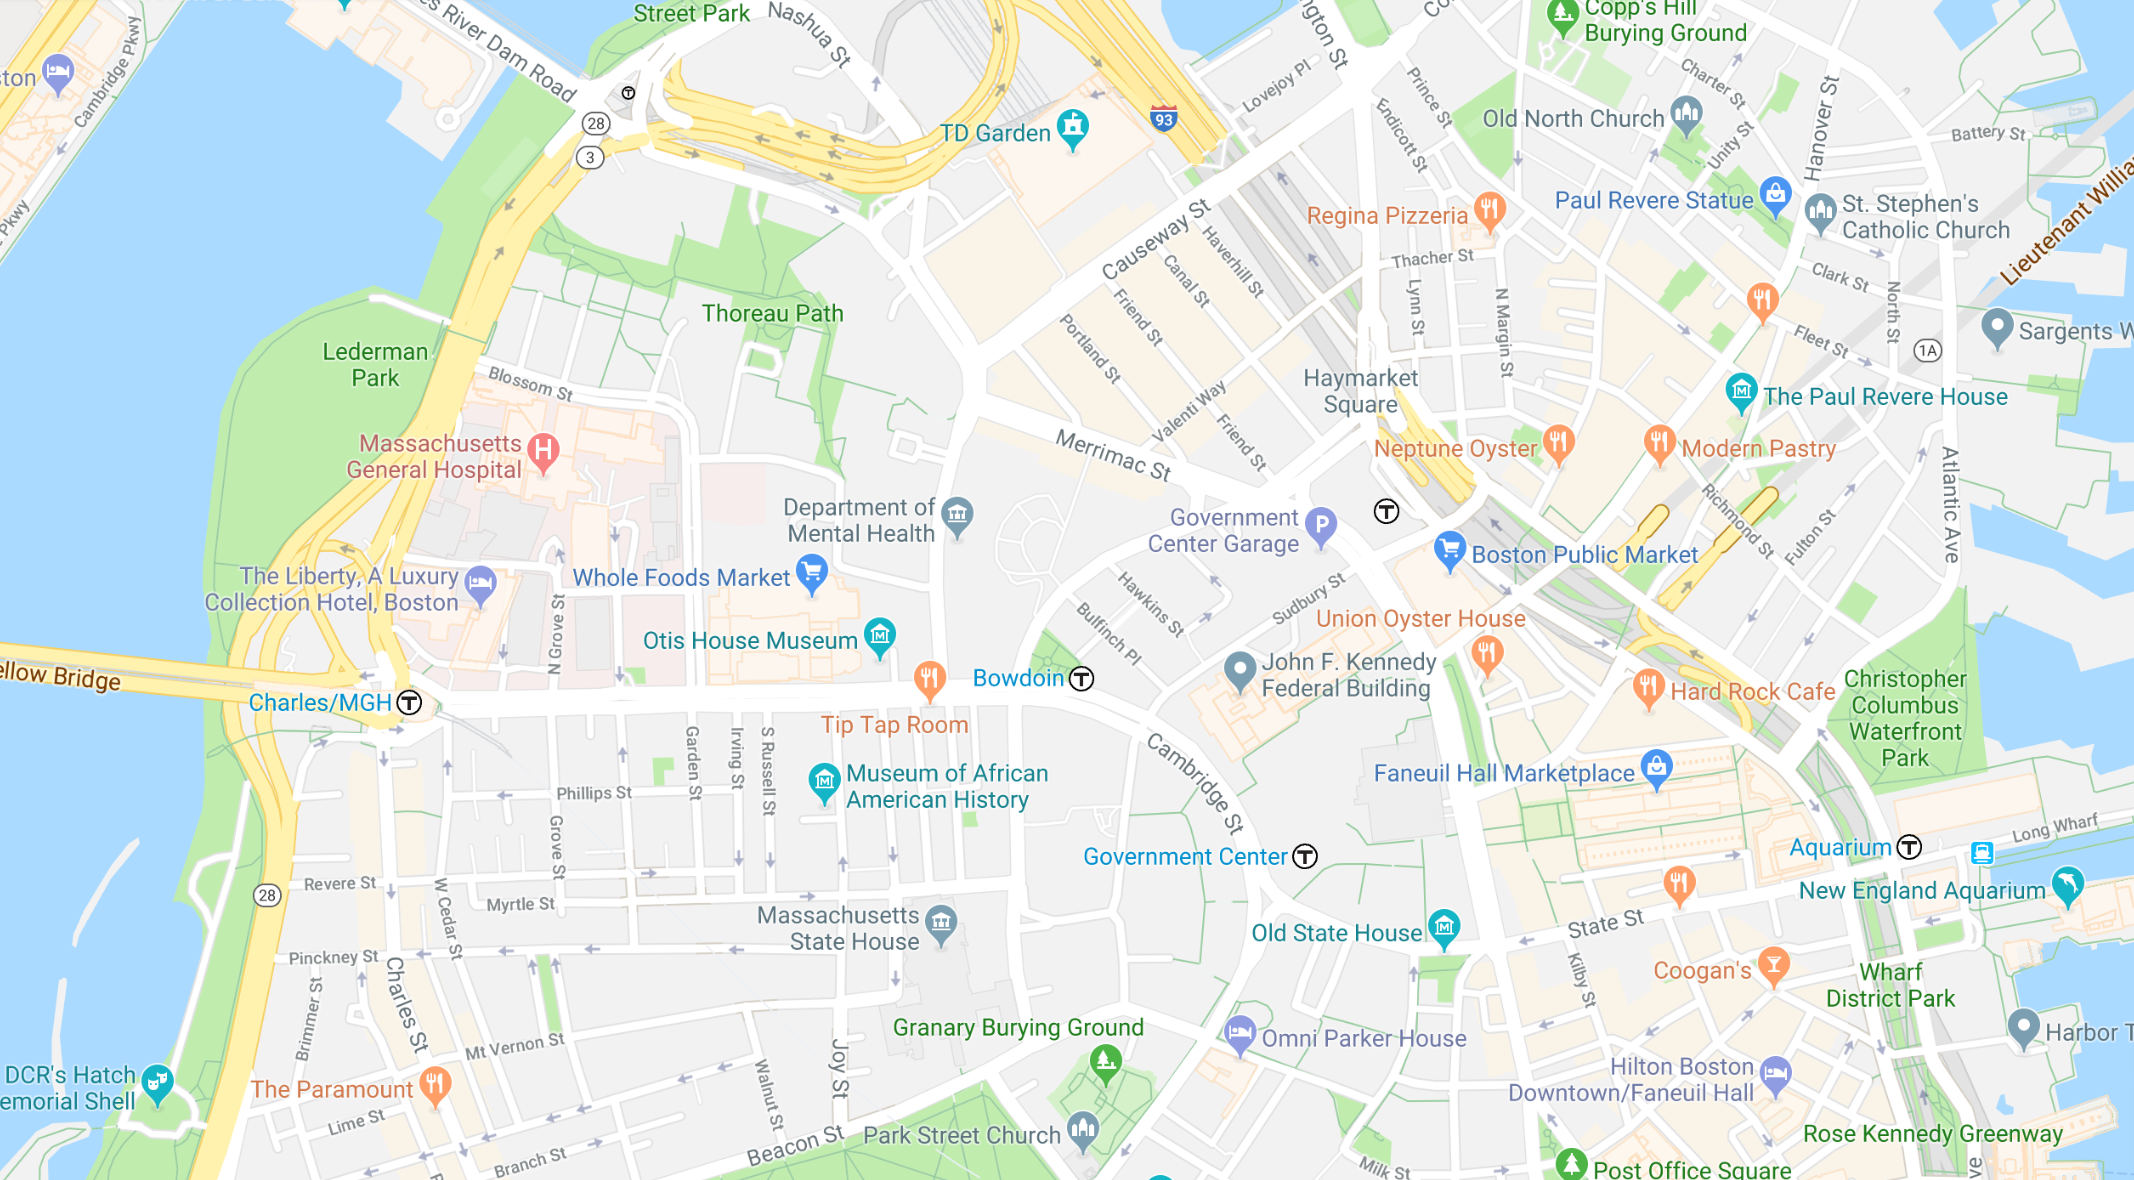 Street Park
Nashua St
es River Dam Road
ngton St
Co
Copp's Hill
Burying Ground
ston
Cambridge Pkwy
Pkwy
28
3
93
TD Garden
Lovejoy Pl
Prince St
Endicott St
Charter St
Old North Church
Unity St
Hanover St
Battery St
Lieutenant Willia
Paul Revere Statue
Regina Pizzeria
St. Stephen's
Catholic Church
Causeway St
Haverhill St
Canal St
Friend St
Portland St
Thacher St
Lynn St
N Margin St
Clark St
North St
Fleet St
Sargents W
1A
Thoreau Path
Lederman
Park
Blossom St
Haymarket
Square
The Paul Revere House
Valenti Way
Friend St
Merrimac St
Massachusetts
General Hospital
H
Neptune Oyster
Modern Pastry
Atlantic Ave
Richmond St
Fulton St
Department of
Mental Health
Government
Center Garage
P
T
Boston Public Market
The Liberty, A Luxury
Collection Hotel, Boston
Whole Foods Market
N Grove St
Hawkins St
Bulfinch Pl
Sudbury St
Union Oyster House
Otis House Museum
John F. Kennedy
Federal Building
ellow Bridge
Charles/MGH T
Bowdoin T
Tip Tap Room
Hard Rock Cafe
Christopher
Columbus
Waterfront
Park
Cambridge St
Garden St
Irving St
S Russell St
Museum of African
American History
Phillips St
Grove St
Faneuil Hall Marketplace
Government Center T
Aquarium T
Long Wharf
New England Aquarium
Revere St
28
W Cedar St
Myrtle St
Massachusetts
State House
Old State House
State St
Pinckney St
Charles St
Brimmer St
Kilby St
Coogan's
Wharf
District Park
Granary Burying Ground
Omni Parker House
Harbor T
Mt Vernon St
Joy St
Walnut St
DCR's Hatch
emorial Shell
The Paramount
Hilton Boston
Downtown/Faneuil Hall
Lime St
Beacon St
Park Street Church
Rose Kennedy Greenway
Branch St
Milk St
Post Office Square
ve